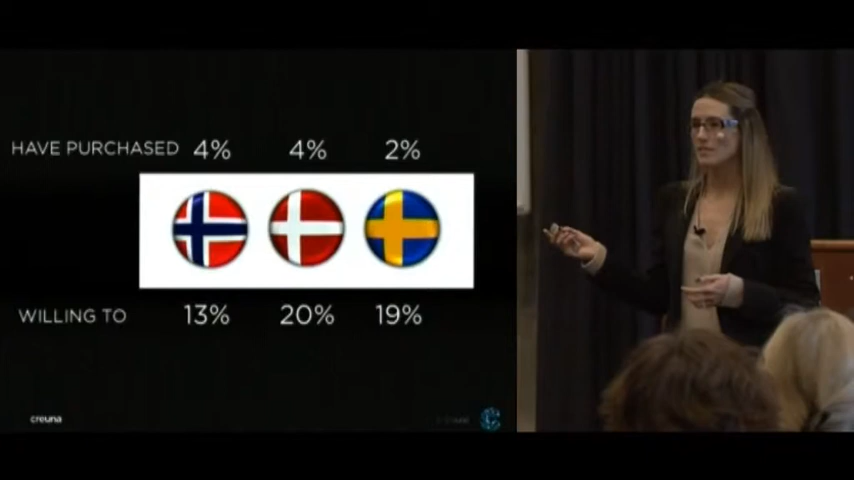 HAVE PURCHASED 4% 4% 2%
WILLING TO 13% 20% 19%
creuna